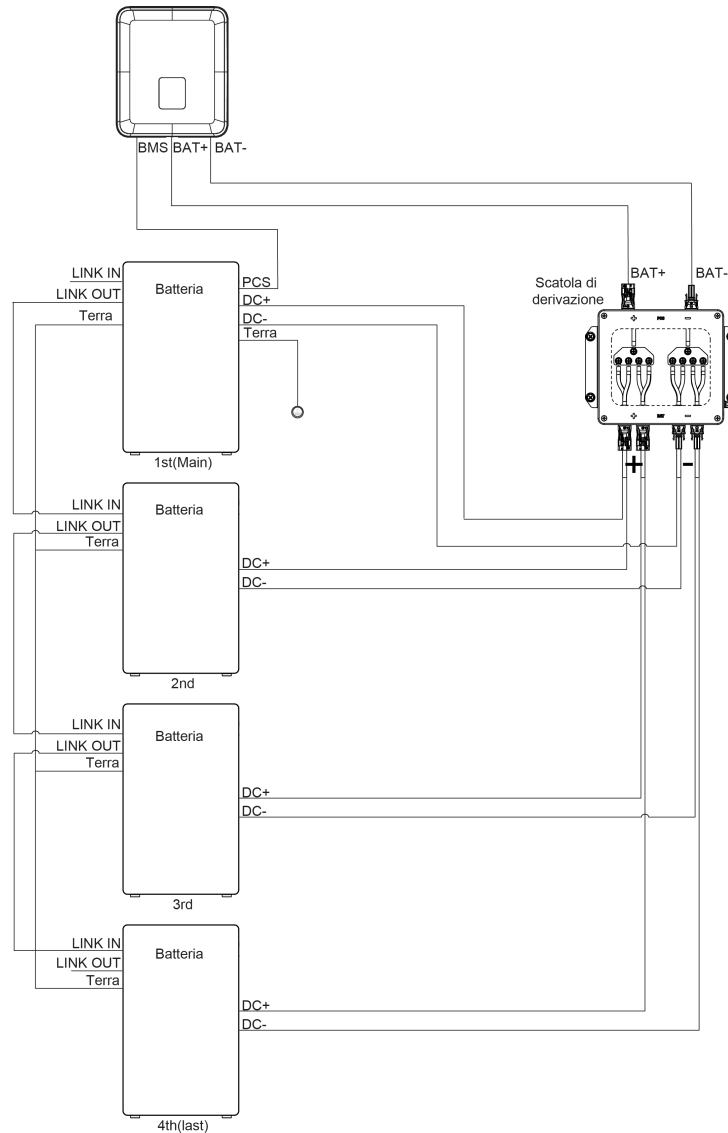 BMS BAT+ BAT-
BAT+ BAT-
Scatola di
derivazione
+ PCS -
+ BAT -
+ -
LINK IN
LINK OUT
Terra
Batteria
PCS
DC+
DC-
Terra
1st(Main)
LINK IN
LINK OUT
Terra
Batteria
DC+
DC-
2nd
LINK IN
LINK OUT
Terra
Batteria
DC+
DC-
3rd
LINK IN
LINK OUT
Terra
Batteria
DC+
DC-
4th(last)